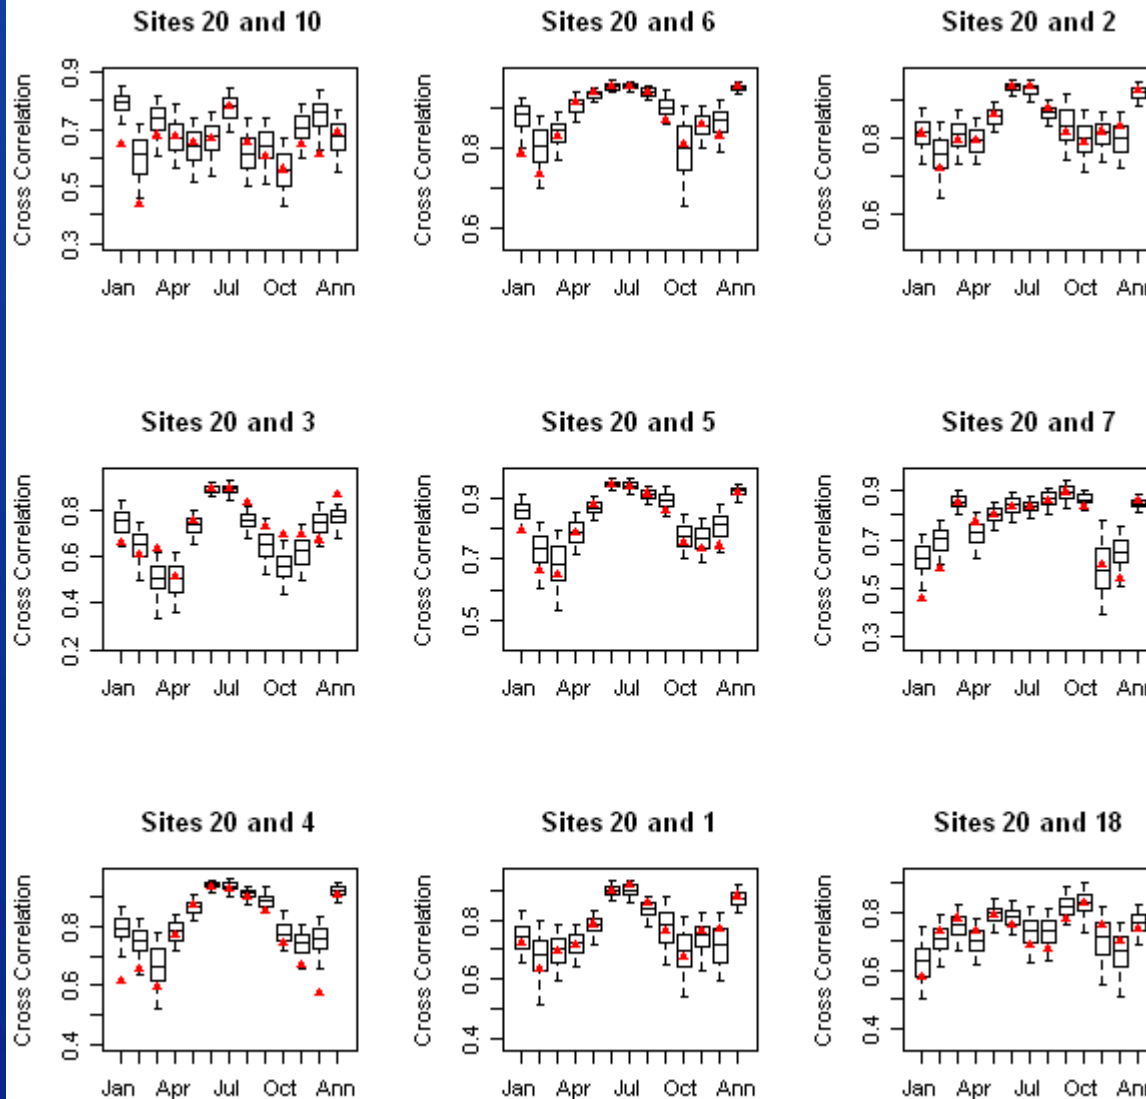 Sites 20 and 10
Cross Correlation
0.3 0.5 0.7 0.9
Jan Apr Jul Oct Ann
Sites 20 and 6
Cross Correlation
0.6 0.8
Jan Apr Jul Oct Ann
Sites 20 and 2
Cross Correlation
0.6 0.8
Jan Apr Jul Oct Ann
Sites 20 and 3
Cross Correlation
0.2 0.4 0.6 0.8
Jan Apr Jul Oct Ann
Sites 20 and 5
Cross Correlation
0.5 0.7 0.9
Jan Apr Jul Oct Ann
Sites 20 and 7
Cross Correlation
0.3 0.5 0.7 0.9
Jan Apr Jul Oct Ann
Sites 20 and 4
Cross Correlation
0.4 0.6 0.8
Jan Apr Jul Oct Ann
Sites 20 and 1
Cross Correlation
0.4 0.6 0.8
Jan Apr Jul Oct Ann
Sites 20 and 18
Cross Correlation
0.4 0.6 0.8
Jan Apr Jul Oct Ann